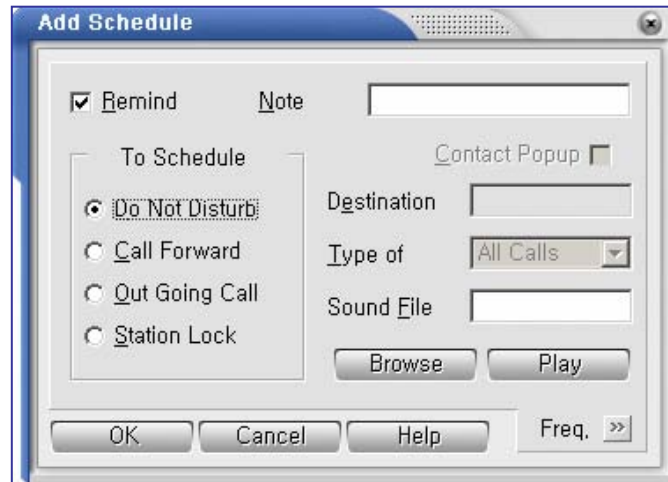 Add Schedule
Remind
Note
To Schedule
Do Not Disturb
Call Forward
Out Going Call
Station Lock
Contact Popup
Destination
Type of
All Calls
Sound File
Browse
Play
OK
Cancel
Help
Freq.
>>